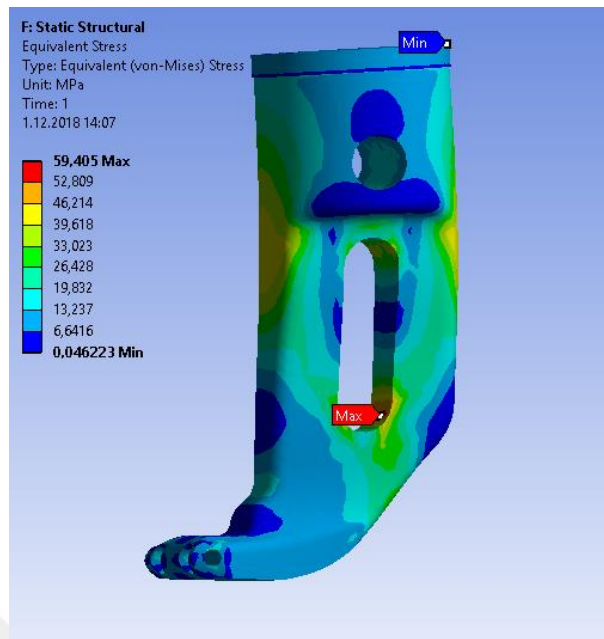 F: Static Structural
Equivalent Stress
Type: Equivalent (von-Mises) Stress
Unit: MPa
Time: 1
1.12.2018 14:07
59,405 Max
52,809
46,214
39,618
33,023
26,428
19,832
13,237
6,6416
0,046223 Min
Min
Max